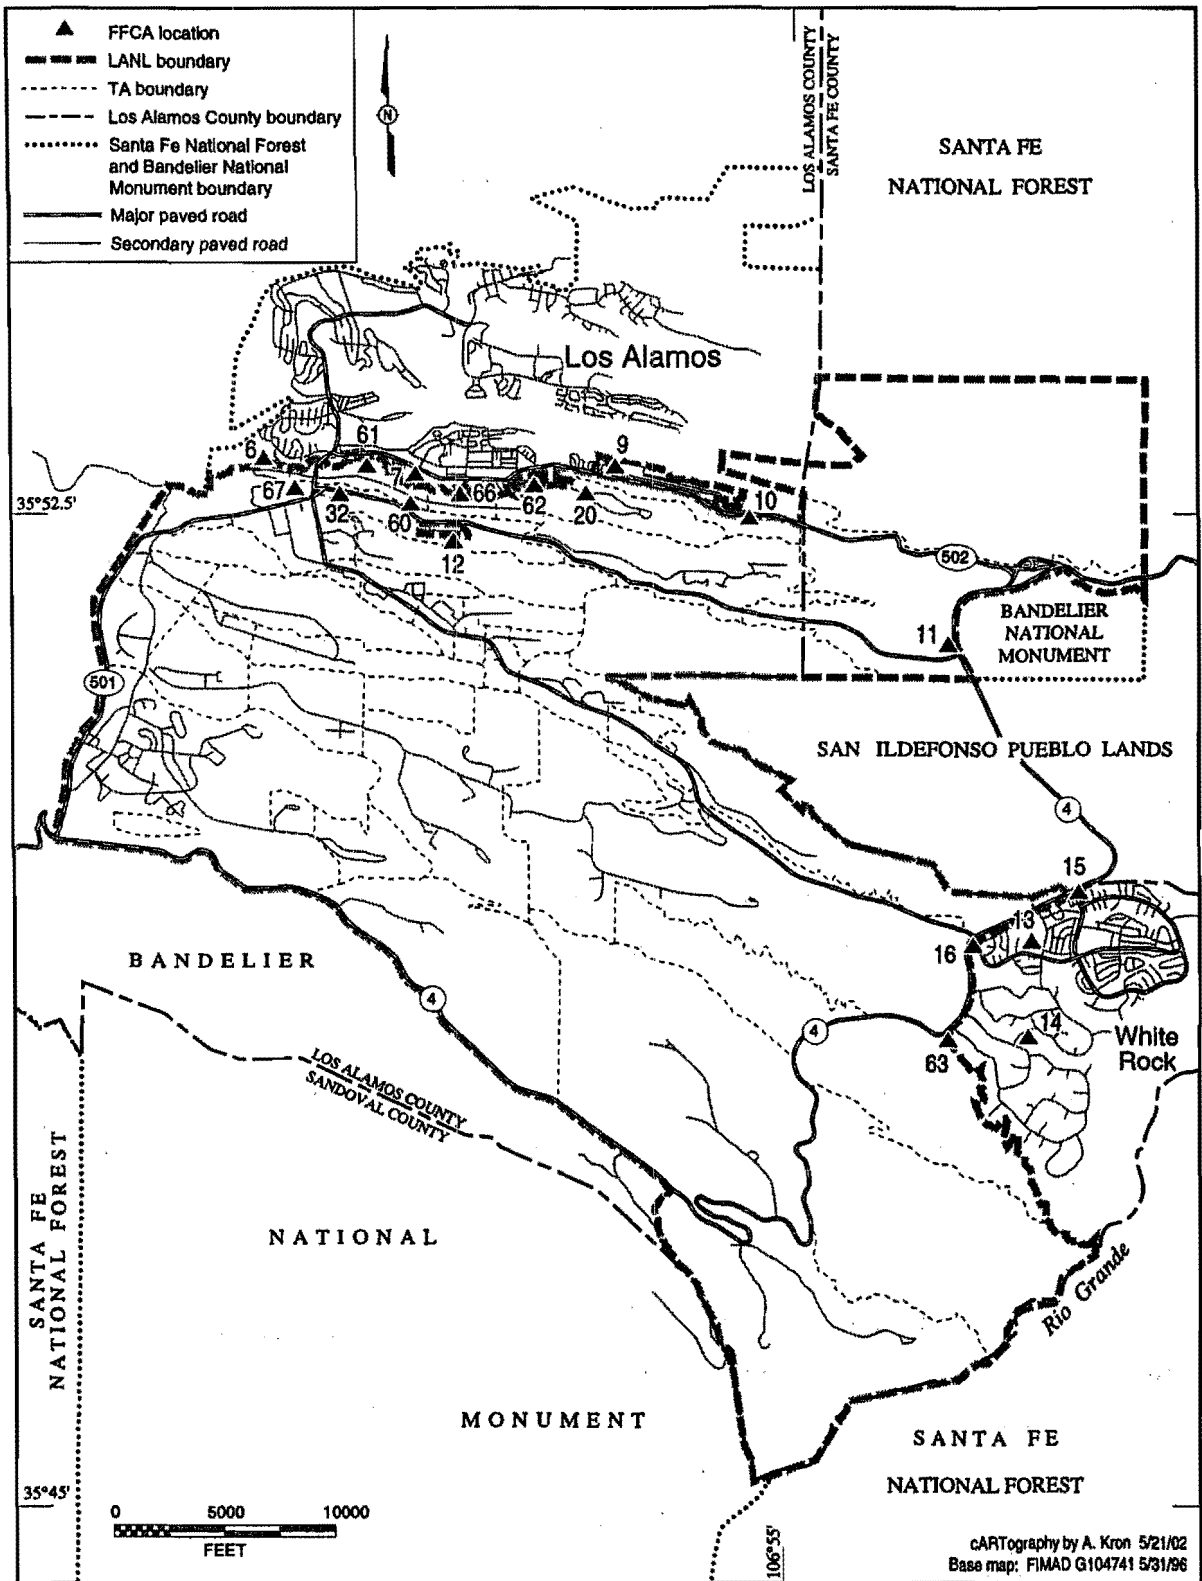 FFCA location
LANL boundary
TA boundary
Los Alamos County boundary
Santa Fe National Forest
and Bandelier National
Monument boundary
Major paved road
Secondary paved road
N
LOS ALAMOS COUNTY
SANTA FE COUNTY
SANTA FE
NATIONAL FOREST
Los Alamos
6
61
7
9
67
32
60
66
62
20
10
12
35°52.5'
502
11
BANDELIER
NATIONAL
MONUMENT
501
SAN ILDEFONSO PUEBLO LANDS
4
15
13
16
BANDELIER
4
4
14
63
White
Rock
LOS ALAMOS COUNTY
SANDOVAL COUNTY
SANTA FE
NATIONAL FOREST
NATIONAL
Rio Grande
MONUMENT
SANTA FE
NATIONAL FOREST
35°45'
0 5000 10000
FEET
106°55'
cARTography by A. Kron 5/21/02
Base map: FIMAD G104741 5/31/96